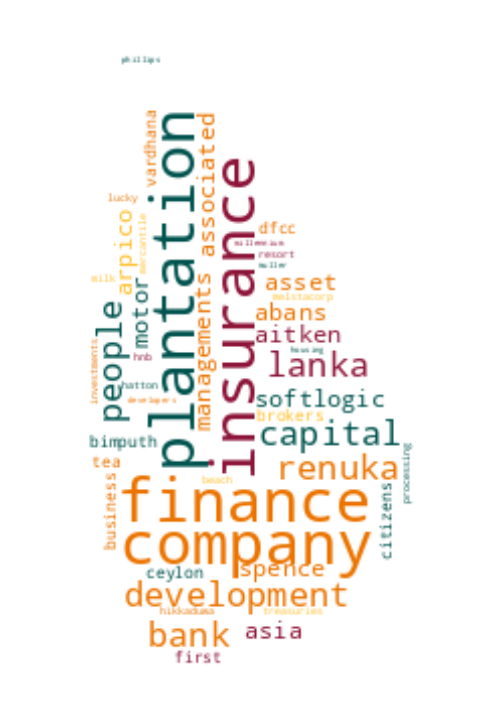 phillips
vardhana
plantation
associated
insurance
lucky
arpico
mercantile
dfcc
millennium
resort
muller
milk
motor
managements
asset
melstacorp
people
abans
aitken
housing
investments
hnb
lanka
hatton
developers
softlogic
brokers
capital
bimputh
tea
renuka
processing
business
beach
citizens
finance
company
ceylon
spence
development
hikkaduwa
treasuries
bank
asia
first